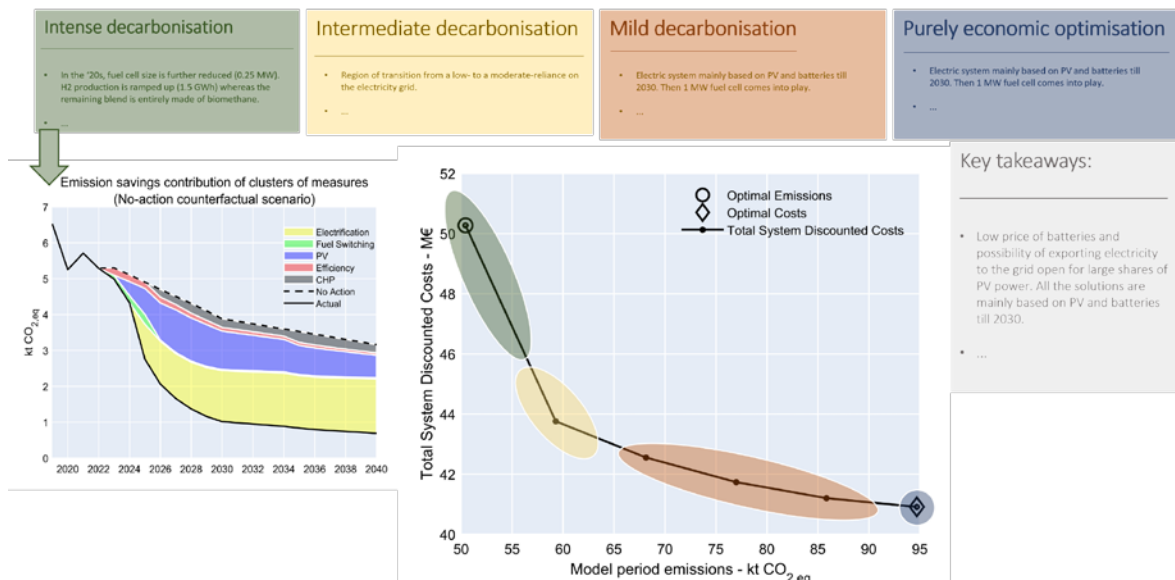 Intense decarbonisation
• In the '20s, fuel cell size is further reduced (0.25 MW).
H2 production is ramped up (1.5 GWh) whereas the
remaining blend is entirely made of biomethane.
• ...
Intermediate decarbonisation
• Region of transition from a low- to a moderate-reliance on
the electricity grid.
• ...
Mild decarbonisation
• Electric system mainly based on PV and batteries till
2030. Then 1 MW fuel cell comes into play.
• ...
Purely economic optimisation
• Electric system mainly based on PV and batteries till
2030. Then 1 MW fuel cell comes into play.
• ...
Emission savings contribution of clusters of measures
(No-action counterfactual scenario)
7
6
5
4
3
2
1
0
kt CO2,eq
Electrification
Fuel Switching
PV
Efficiency
CHP
No Action
Actual
2020 2022 2024 2026 2028 2030 2032 2034 2036 2038 2040
52
50
48
46
44
42
40
Total System Discounted Costs - M€
Optimal Emissions
Optimal Costs
Total System Discounted Costs
50 55 60 65 70 75 80 85 90 95
Model period emissions - kt CO2,eq
Key takeaways:
• Low price of batteries and
possibility of exporting electricity
to the grid open for large shares of
PV power. All the solutions are
mainly based on PV and batteries
till 2030.
• ...